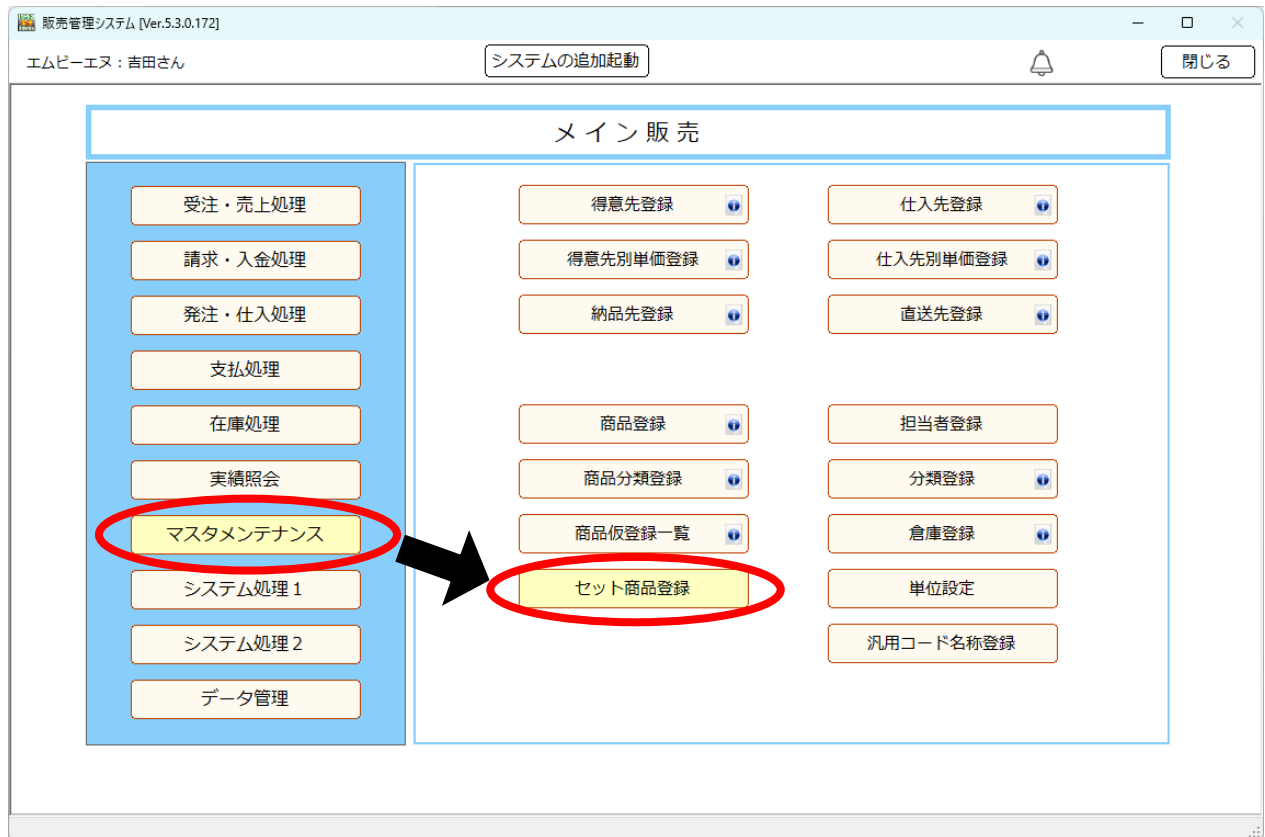 販売管理システム [Ver.5.3.0.172]
エムビーエヌ：吉田さん
システムの追加起動
閉じる
メイン販売
受注・売上処理
請求・入金処理
発注・仕入処理
支払処理
在庫処理
実績照会
マスタメンテナンス
システム処理１
システム処理２
データ管理
得意先登録
仕入先登録
得意先別単価登録
仕入先別単価登録
納品先登録
直送先登録
商品登録
担当者登録
商品分類登録
分類登録
商品仮登録一覧
倉庫登録
セット商品登録
単位設定
汎用コード名称登録